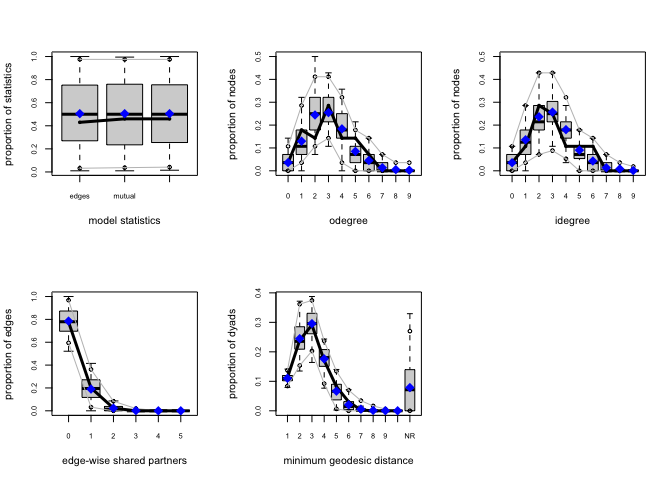 proportion of statistics
0.0 0.2 0.4 0.6 0.8 1.0
edges mutual
model statistics
proportion of nodes
0.0 0.1 0.2 0.3 0.4 0.5
0 1 2 3 4 5 6 7 8 9
odegree
proportion of nodes
0.0 0.1 0.2 0.3 0.4 0.5
0 1 2 3 4 5 6 7 8 9
idegree
proportion of edges
0.0 0.2 0.4 0.6 0.8 1.0
0 1 2 3 4 5
edge-wise shared partners
proportion of dyads
0.0 0.1 0.2 0.3 0.4
1 2 3 4 5 6 7 8 9 NR
minimum geodesic distance